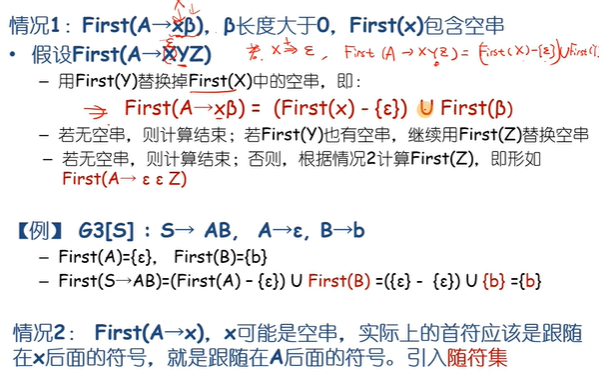 情况1：First(A→xβ)，β长度大于0，First(x)包含空串
• 假设First(A→XYZ) 若 X ⇒ ε, First(A→XYZ) = (First(X)-{ε})∪First(
– 用First(Y)替换掉First(X)中的空串，即：
⇒ First(A→xβ) = (First(x) - {ε}) ∪ First(β)
– 若无空串，则计算结束；若First(Y)也有空串，继续用First(Z)替换空串
– 若无空串，则计算结束；否则，根据情况2计算First(Z)，即形如
First(A→ ε ε Z)
【例】 G3[S]：S→ AB， A→ε, B→b
– First(A)={ε}， First(B)={b}
– First(S→AB)=(First(A) – {ε}) U First(B) =({ε} - {ε}) U {b} ={b}
情况2： First(A→x)，x可能是空串，实际上的首符应该是跟随
在x后面的符号，就是跟随在A后面的符号。引入随符集